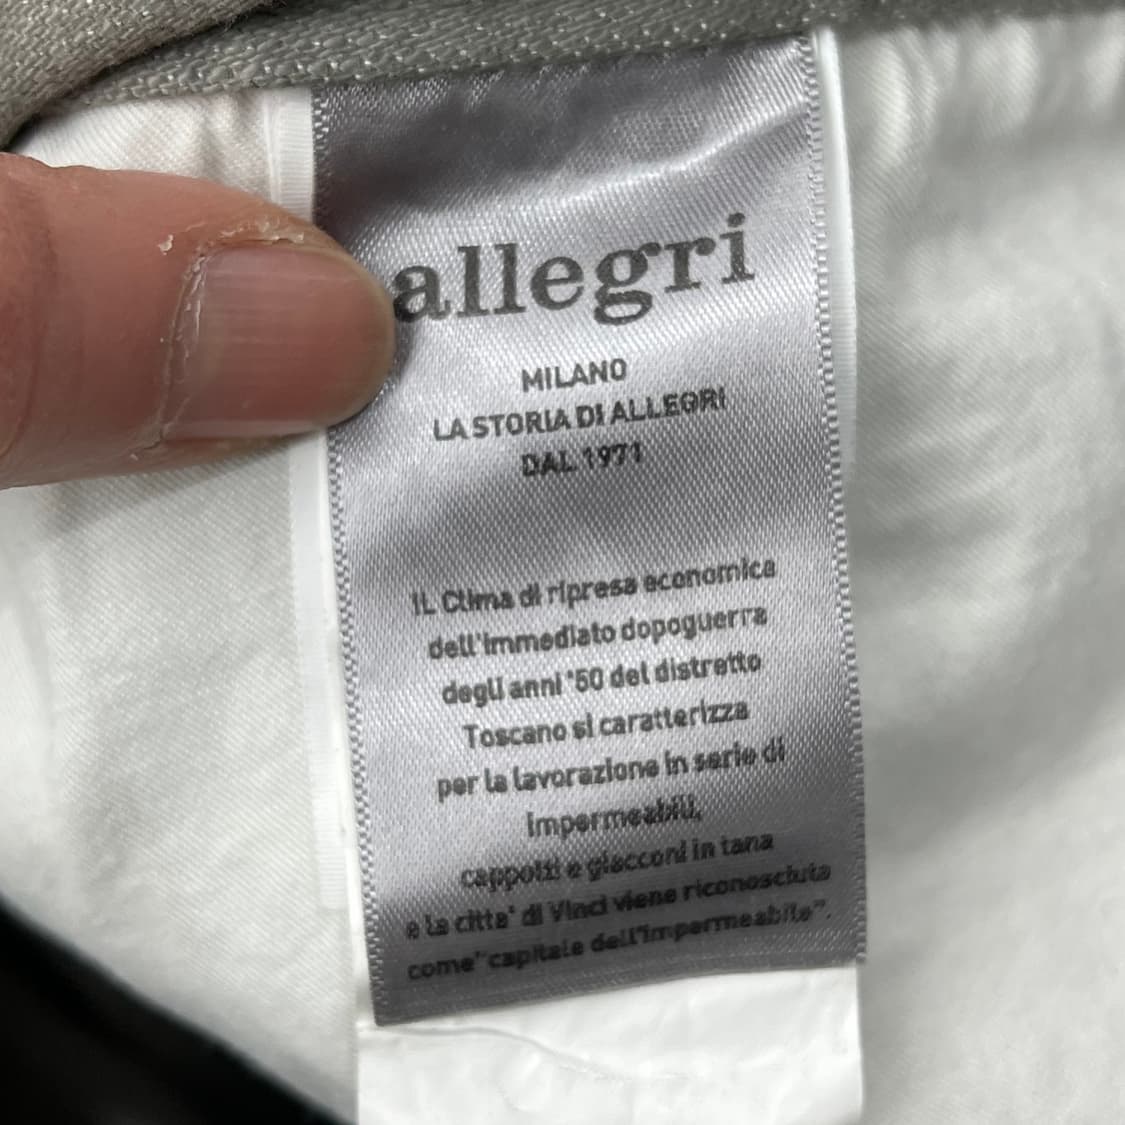 allegri
MILANO
LA STORIA DI ALLEGRI
DAL 1971
IL Clima di ripresa economica
dell'immediato dopoguerra
degli anni '50 del distretto
Toscano si caratterizza
per la lavorazione in serie di
impermeabili,
cappotti e giacconi in tana
e la citta' di Vinci viene riconosciuta
come"capitale dell'impermeabile".